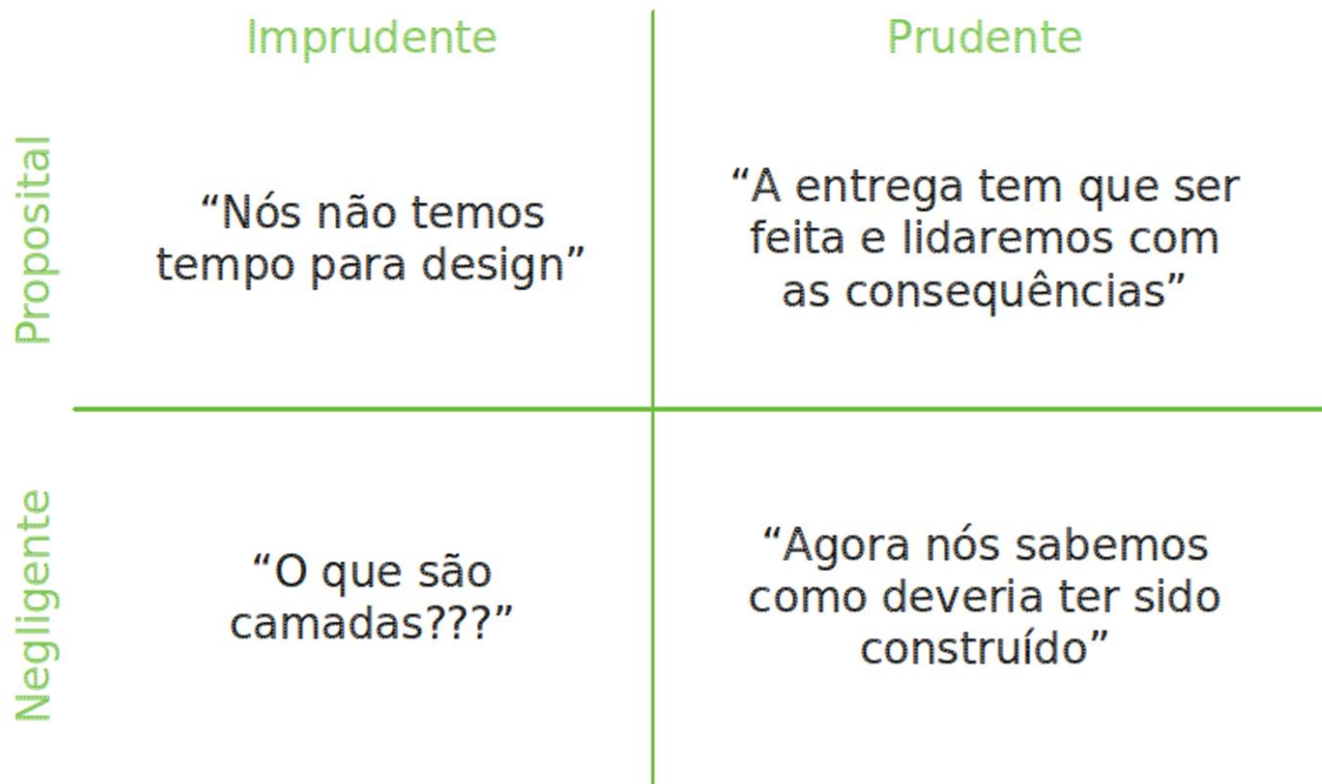 Imprudente
Prudente
Proposital
“Nós não temos
tempo para design”
“A entrega tem que ser
feita e lidaremos com
as consequências”
Negligente
“O que são
camadas???”
“Agora nós sabemos
como deveria ter sido
construído”